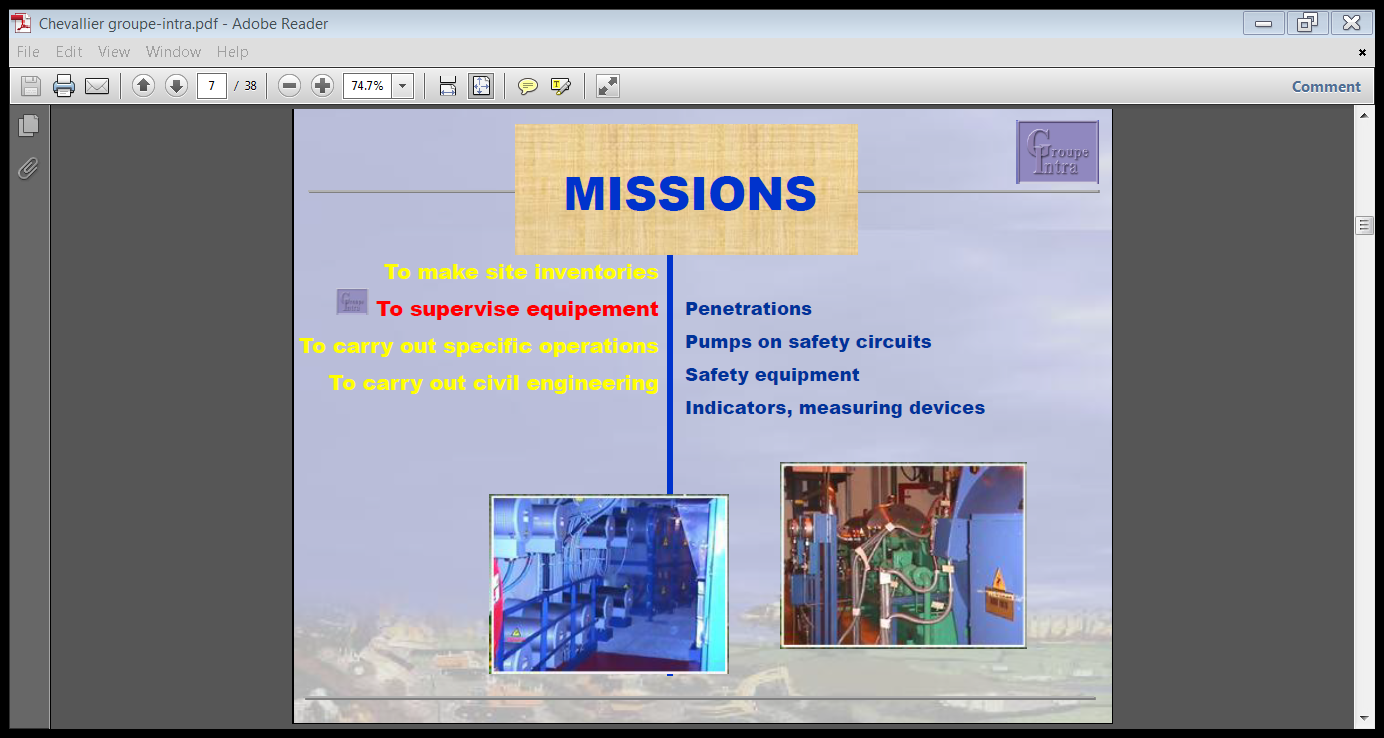 Chevallier groupe-intra.pdf - Adobe Reader
File Edit View Window Help
7 / 38 74.7% Comment
Groupe
Intra
MISSIONS
To make site inventories
Groupe
Intra
To supervise equipement
To carry out specific operations
To carry out civil engineering
Penetrations
Pumps on safety circuits
Safety equipment
Indicators, measuring devices